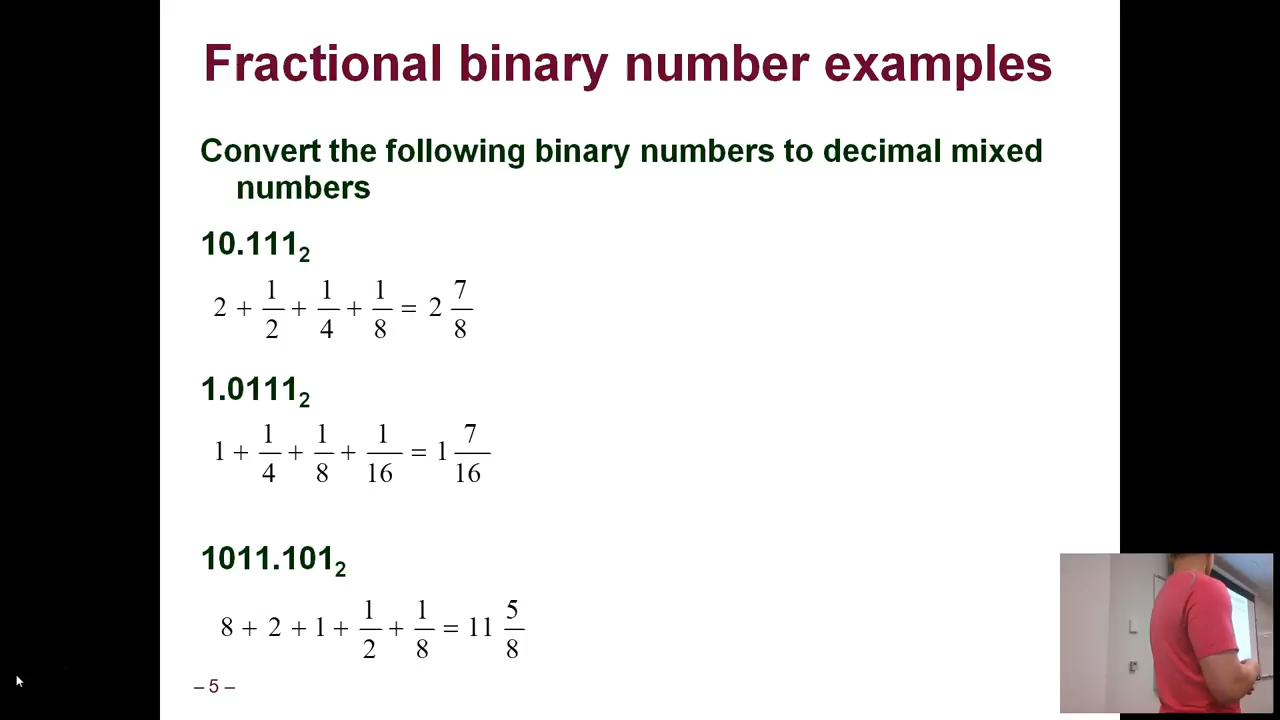 Fractional binary number examples
Convert the following binary numbers to decimal mixed
numbers
10.111₂
2 + 1/2 + 1/4 + 1/8 = 2 7/8
1.0111₂
1 + 1/4 + 1/8 + 1/16 = 1 7/16
1011.101₂
8 + 2 + 1 + 1/2 + 1/8 = 11 5/8
– 5 –